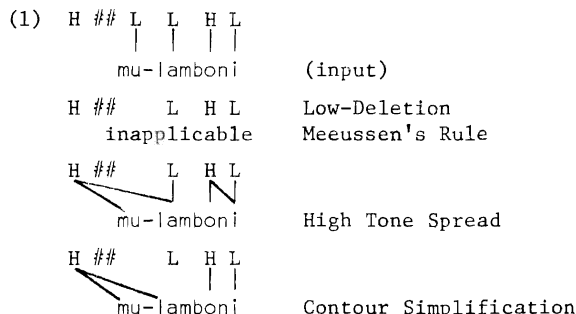 (1) H ## L L H L
mu-lamboni (input)
H ## L H L Low-Deletion
inapplicable Meeussen's Rule
H ## L H L
mu-lamboni High Tone Spread
H ## L H L
mu-lamboni Contour Simplification